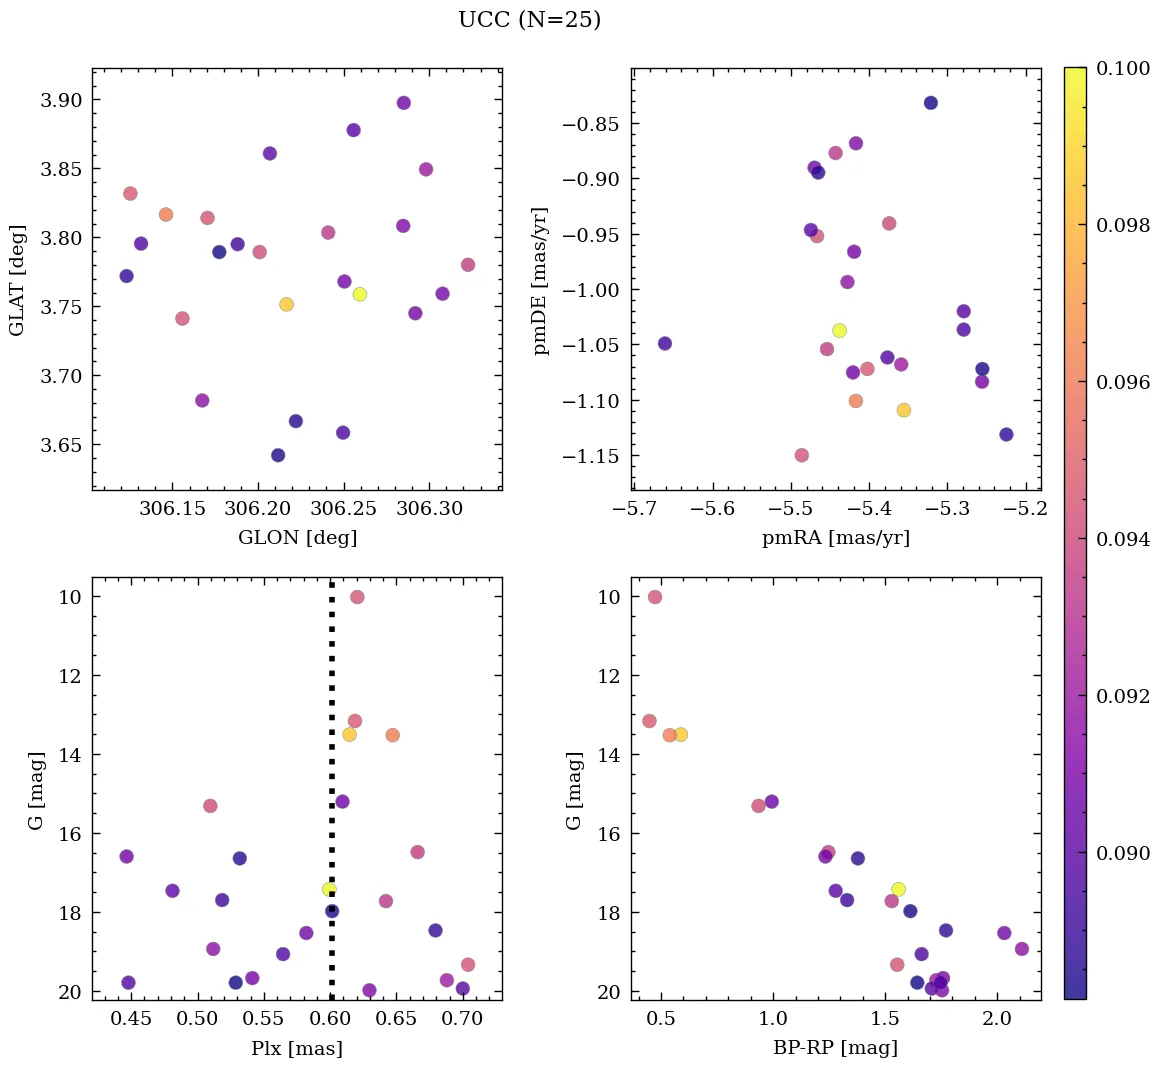 UCC (N=25)
3.90
3.85
3.80
3.75
3.70
3.65
GLAT [deg]
306.15 306.20 306.25 306.30
GLON [deg]
−0.85
−0.90
−0.95
−1.00
−1.05
−1.10
−1.15
pmDE [mas/yr]
−5.7 −5.6 −5.5 −5.4 −5.3 −5.2
pmRA [mas/yr]
10
12
14
16
18
20
G [mag]
0.45 0.50 0.55 0.60 0.65 0.70
Plx [mas]
10
12
14
16
18
20
G [mag]
0.5 1.0 1.5 2.0
BP-RP [mag]
0.100
0.098
0.096
0.094
0.092
0.090